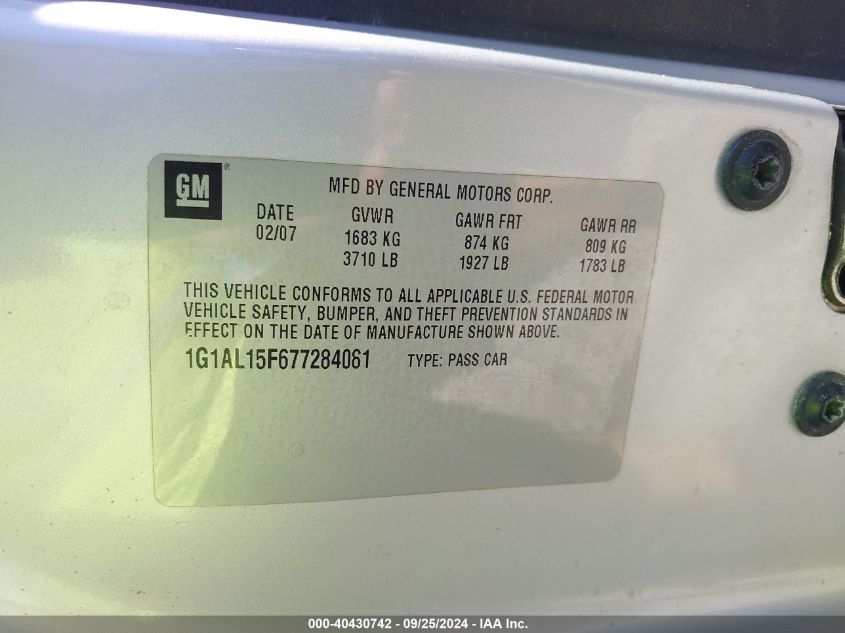 GM®
MFD BY GENERAL MOTORS CORP.
DATE GVWR GAWR FRT GAWR RR
02/07 1683 KG 874 KG 809 KG
3710 LB 1927 LB 1783 LB
THIS VEHICLE CONFORMS TO ALL APPLICABLE U.S. FEDERAL MOTOR
VEHICLE SAFETY, BUMPER, AND THEFT PREVENTION STANDARDS IN
EFFECT ON THE DATE OF MANUFACTURE SHOWN ABOVE.
1G1AL15F677284061 TYPE: PASS CAR
000-40430742 - 09/25/2024 - IAA Inc.